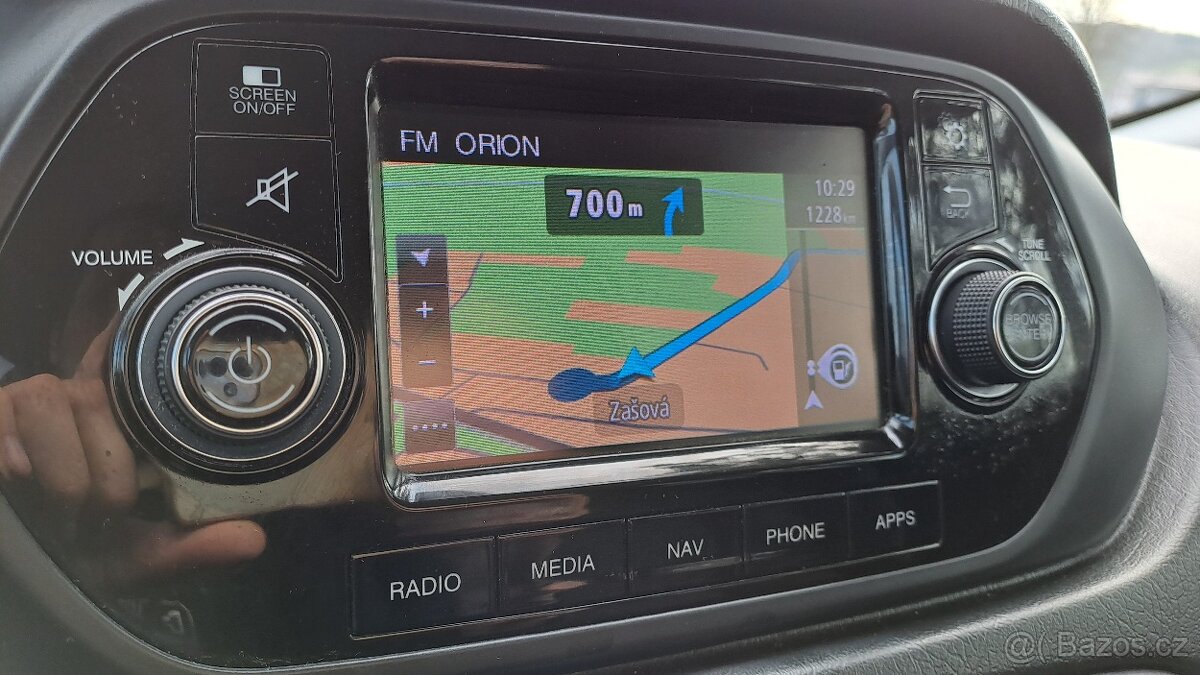 SCREEN
ON/OFF
VOLUME
FM ORION
700 m
10:29
1228 km
+
-
Zašová
BACK
TUNE
SCROLL
BROWSE
ENTER
RADIO
MEDIA
NAV
PHONE
APPS
@( Bazos.cz